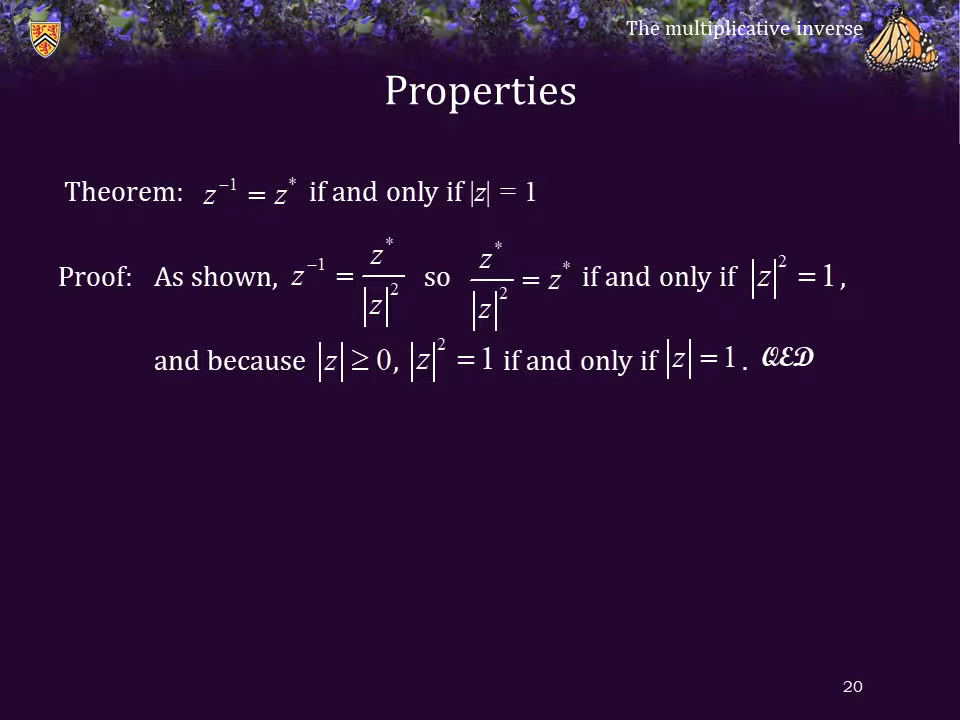 The multiplicative inverse
Properties
Theorem: z⁻¹ = z* if and only if |z| = 1
Proof: As shown, z⁻¹ = z*/|z|² so z*/|z|² = z* if and only if |z|² = 1,
and because |z| ≥ 0, |z|² = 1 if and only if |z| = 1. QED
20